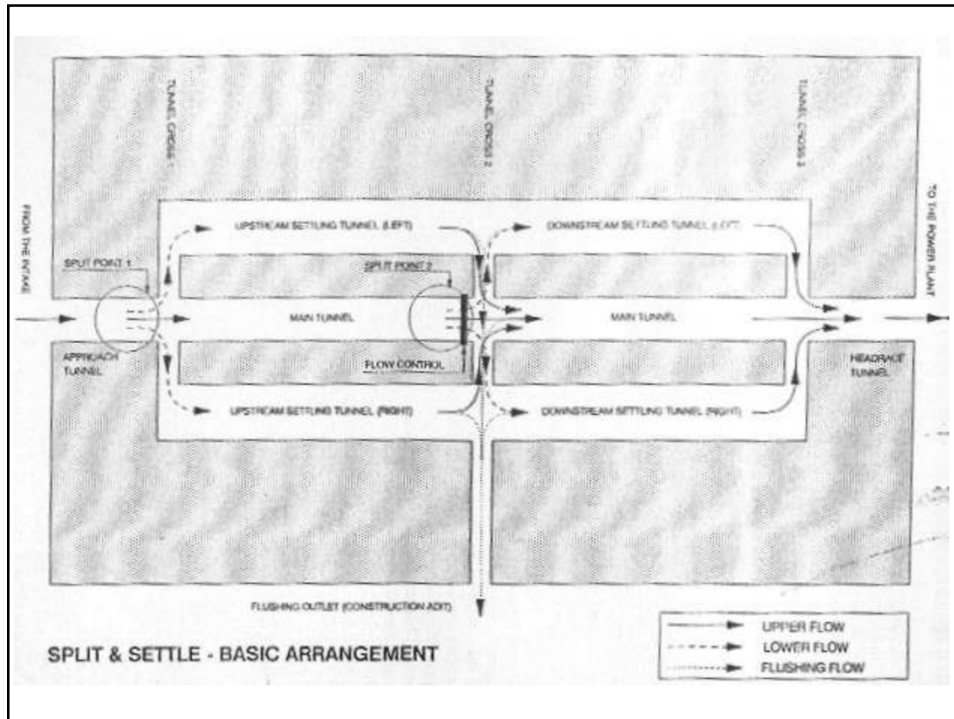 TUNNEL CROSS 1
TUNNEL CROSS 2
TUNNEL CROSS 3
FROM THE INTAKE
TO THE POWER PLANT
UPSTREAM SETTLING TUNNEL (LEFT)
DOWNSTREAM SETTLING TUNNEL (LEFT)
SPLIT POINT 1
SPLIT POINT 2
MAIN TUNNEL
MAIN TUNNEL
APPROACH
TUNNEL
FLOW CONTROL
HEADRACE
TUNNEL
UPSTREAM SETTLING TUNNEL (RIGHT)
DOWNSTREAM SETTLING TUNNEL (RIGHT)
FLUSHING OUTLET (CONSTRUCTION ADIT)
SPLIT & SETTLE - BASIC ARRANGEMENT
UPPER FLOW
LOWER FLOW
FLUSHING FLOW